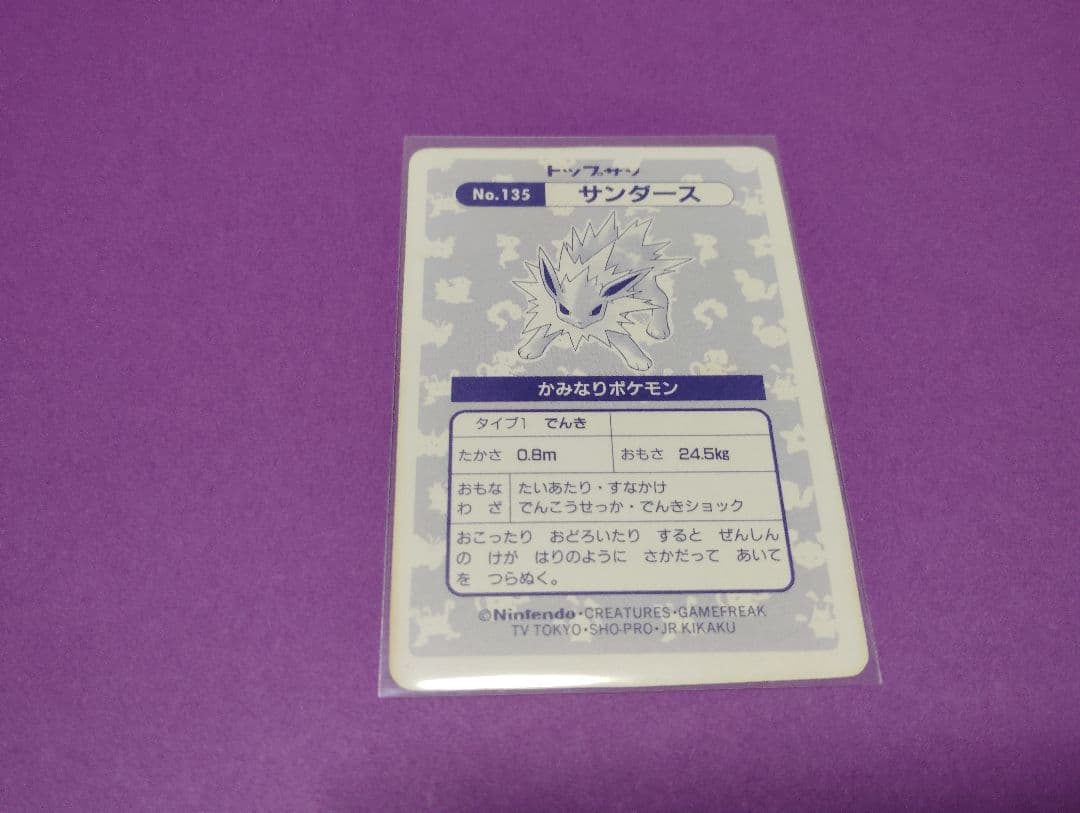 トップサン
No.135 サンダース
かみなりポケモン
タイプ1 でんき
たかさ 0.8m おもさ 24.5kg
おもな たいあたり・すなかけ
わ ざ でんこうせっか・でんきショック
おこったり おどろいたり すると ぜんしん
の けが はりのように さかだって あいて
を つらぬく。
©Nintendo・CREATURES・GAMEFREAK
TV TOKYO・SHO-PRO・JR KIKAKU